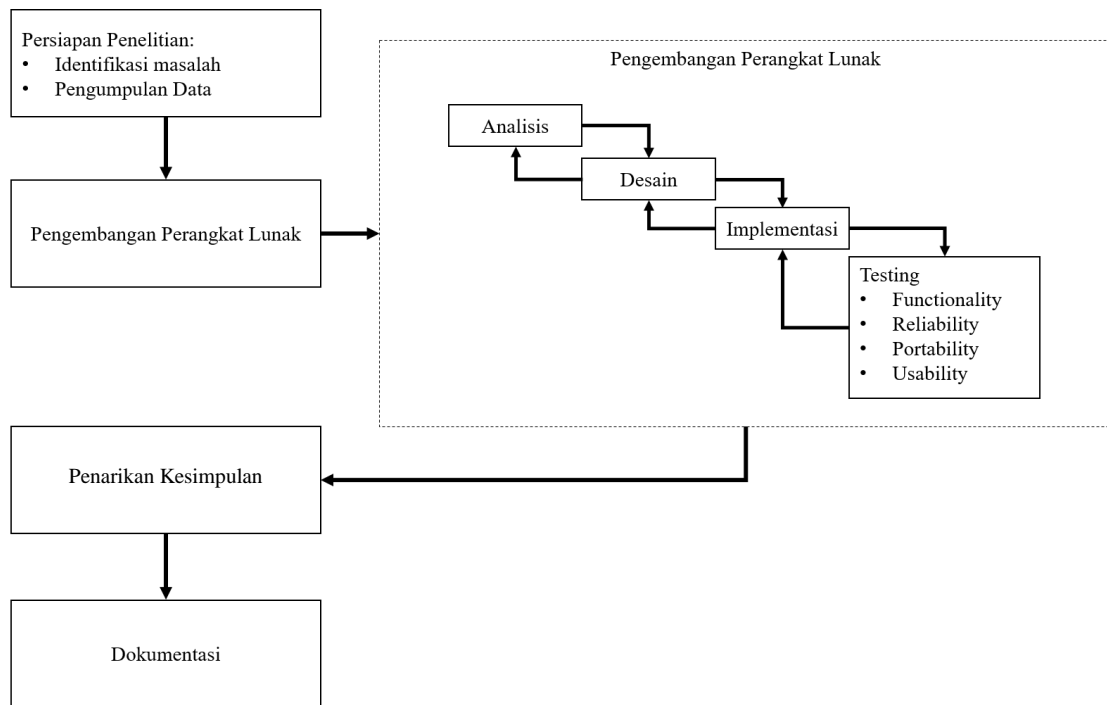 Persiapan Penelitian:
• Identifikasi masalah
• Pengumpulan Data
Pengembangan Perangkat Lunak
Pengembangan Perangkat Lunak
Analisis
Desain
Implementasi
Testing
• Functionality
• Reliability
• Portability
• Usability
Penarikan Kesimpulan
Dokumentasi